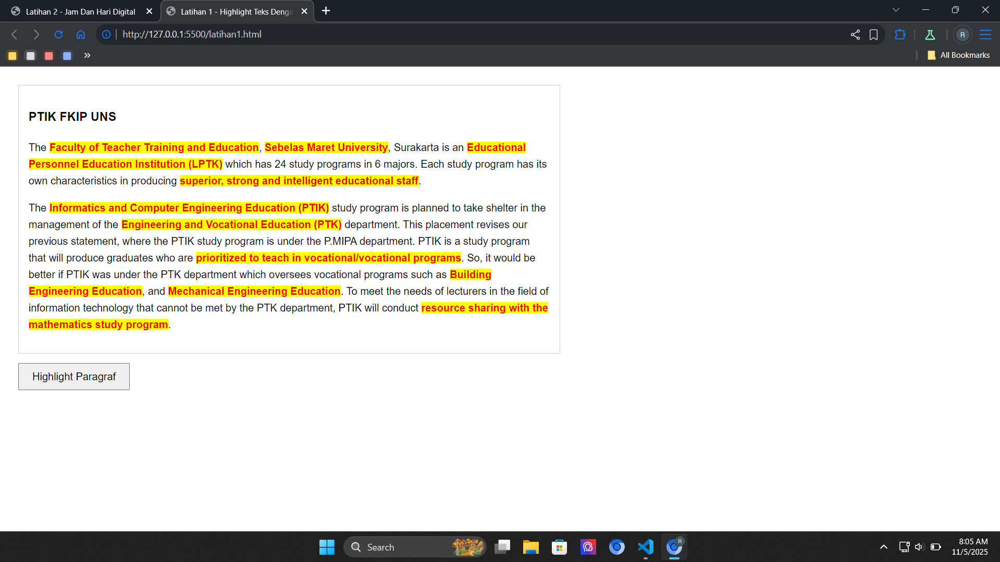 Latihan 2 - Jam Dan Hari Digital
Latihan 1 - Highlight Teks Denga
http://127.0.0.1:5500/latihan1.html
R
All Bookmarks
PTIK FKIP UNS
The Faculty of Teacher Training and Education, Sebelas Maret University, Surakarta is an Educational
Personnel Education Institution (LPTK) which has 24 study programs in 6 majors. Each study program has its
own characteristics in producing superior, strong and intelligent educational staff.
The Informatics and Computer Engineering Education (PTIK) study program is planned to take shelter in the
management of the Engineering and Vocational Education (PTK) department. This placement revises our
previous statement, where the PTIK study program is under the P.MIPA department. PTIK is a study program
that will produce graduates who are prioritized to teach in vocational/vocational programs. So, it would be
better if PTIK was under the PTK department which oversees vocational programs such as Building
Engineering Education, and Mechanical Engineering Education. To meet the needs of lecturers in the field of
information technology that cannot be met by the PTK department, PTIK will conduct resource sharing with the
mathematics study program.
Highlight Paragraf
Search
R
8:05 AM
11/5/2025